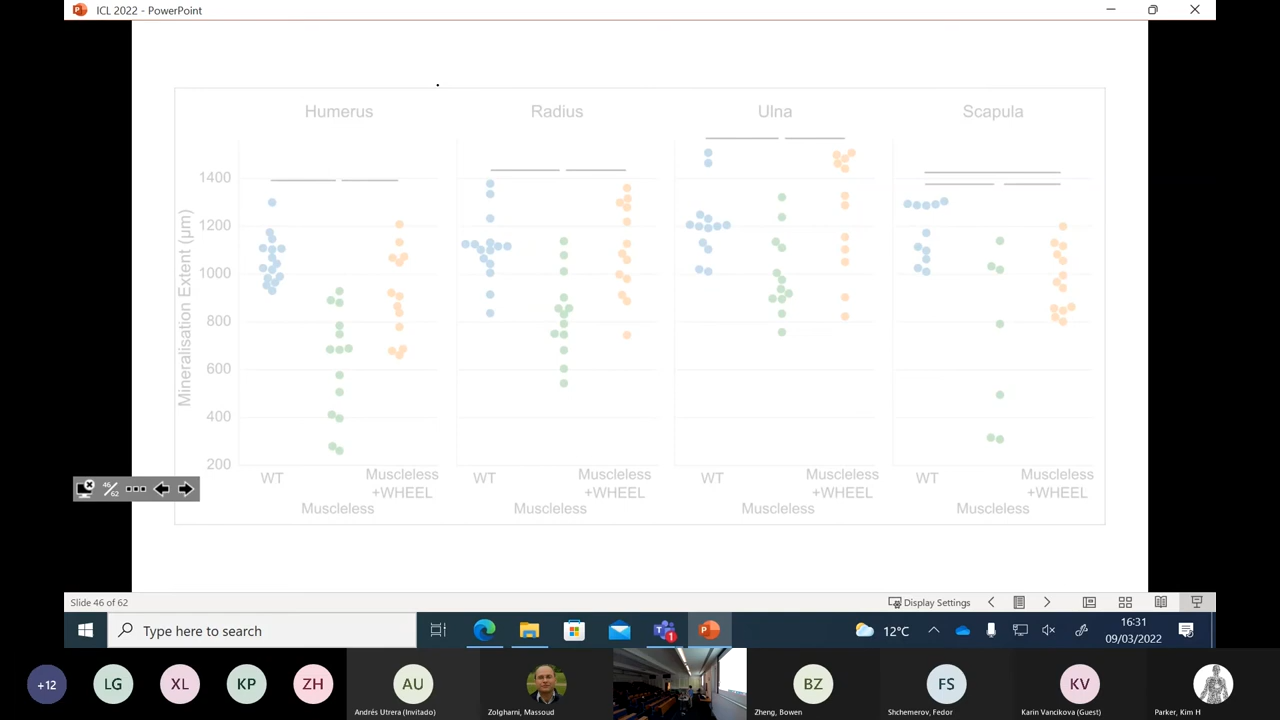 ICL 2022 - PowerPoint
Humerus
Radius
Ulna
Scapula
Mineralisation Extent (µm)
1400
1200
1000
800
600
400
200
WT
Muscleless
Muscleless
+WHEEL
WT
Muscleless
Muscleless
+WHEEL
WT
Muscleless
Muscleless
+WHEEL
WT
Muscleless
Muscleless
+WHEEL
46/62
Slide 46 of 62
Display Settings
Type here to search
1
12°C
16:31
09/03/2022
+12
LG
XL
KP
ZH
AU
Andrés Utrera (Invitado)
Zolgharni, Massoud
BZ
Zheng, Bowen
FS
Shchemerov, Fedor
KV
Karin Vancikova (Guest)
Parker, Kim H